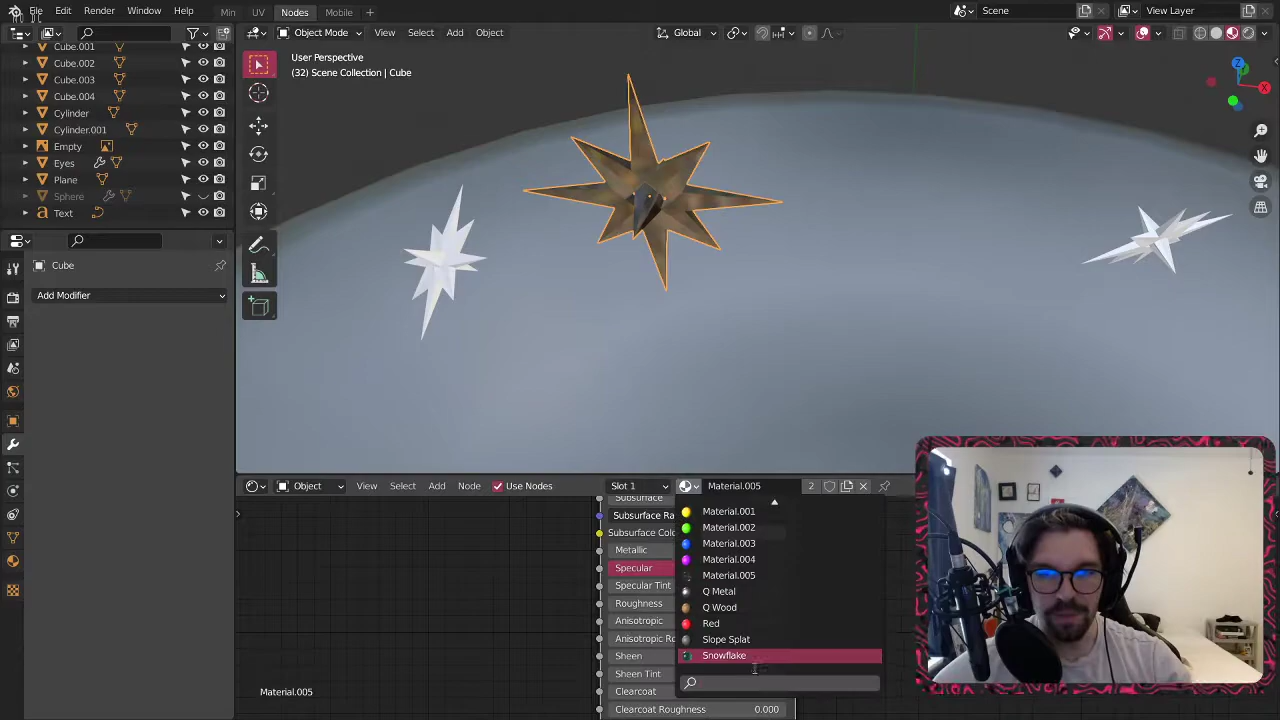 File Edit Render Window Help Min UV Nodes Mobile + Scene View Layer
Object Mode View Select Add Object Global
User Perspective
(32) Scene Collection | Cube
Cube.001
Cube.002
Cube.003
Cube.004
Cylinder
Cylinder.001
Empty
Eyes
Plane
Sphere
Text
Cube
Add Modifier
Z
X
Object View Select Add Node Use Nodes Slot 1 Material.005 2
Subsurface
Subsurface Ra
Subsurface Colo
Metallic
Specular
Specular Tint
Roughness
Anisotropic
Anisotropic Ro
Sheen
Sheen Tint
Clearcoat
Clearcoat Roughness 0.000
Material.001
Material.002
Material.003
Material.004
Material.005
Q Metal
Q Wood
Red
Slope Splat
Snowflake
Material.005